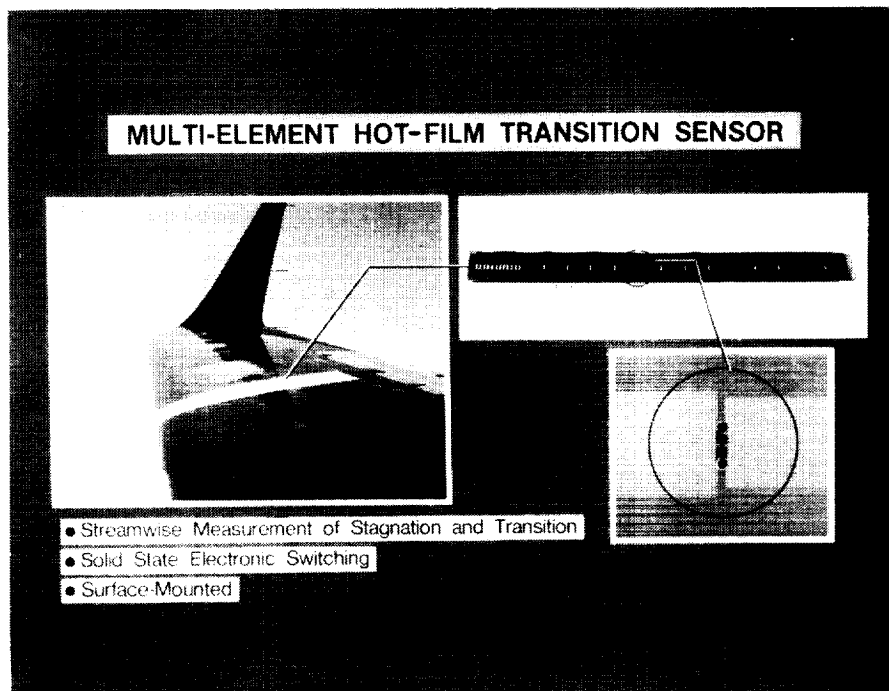 MULTI-ELEMENT HOT-FILM TRANSITION SENSOR
● Streamwise Measurement of Stagnation and Transition
● Solid State Electronic Switching
● Surface-Mounted